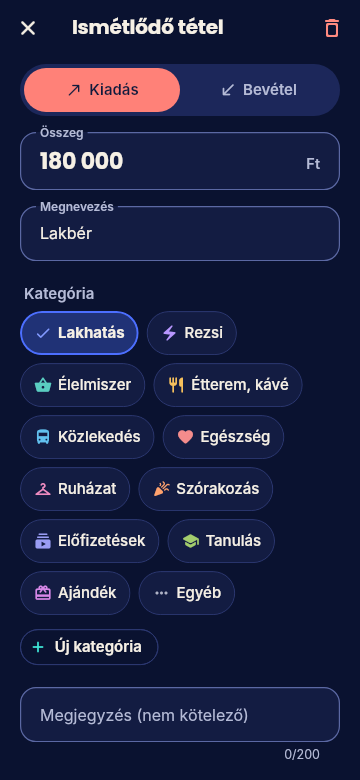 Ismétlődő tétel
Kiadás
Bevétel
Összeg
180 000
Ft
Megnevezés
Lakbér
Kategória
Lakhatás
Rezsi
Élelmiszer
Étterem, kávé
Közlekedés
Egészség
Ruházat
Szórakozás
Előfizetések
Tanulás
Ajándék
Egyéb
Új kategória
Megjegyzés (nem kötelező)
0/200